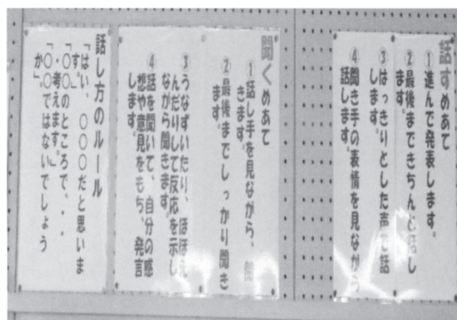 話すめあて
①進んで発表します。
②最後まできちんと話し
ます。
③はっきりとした声で話
します。
④聞き手の表情を見ながら
話します。
聞くめあて
①話し手を見ながら、
きます。
②最後までしっかり聞き
ます。
③うなずいたり、ほほえ
んだりして反応を示し
ながら聞きます。
④話を聞いて、自分の感
想や意見をもち、発言
します。
話し方のルール
「はい、〇〇〇だと思いま
す。」
「〇〇のところで、・・
・考えます。」
「〇〇ではないでしょう
か」。